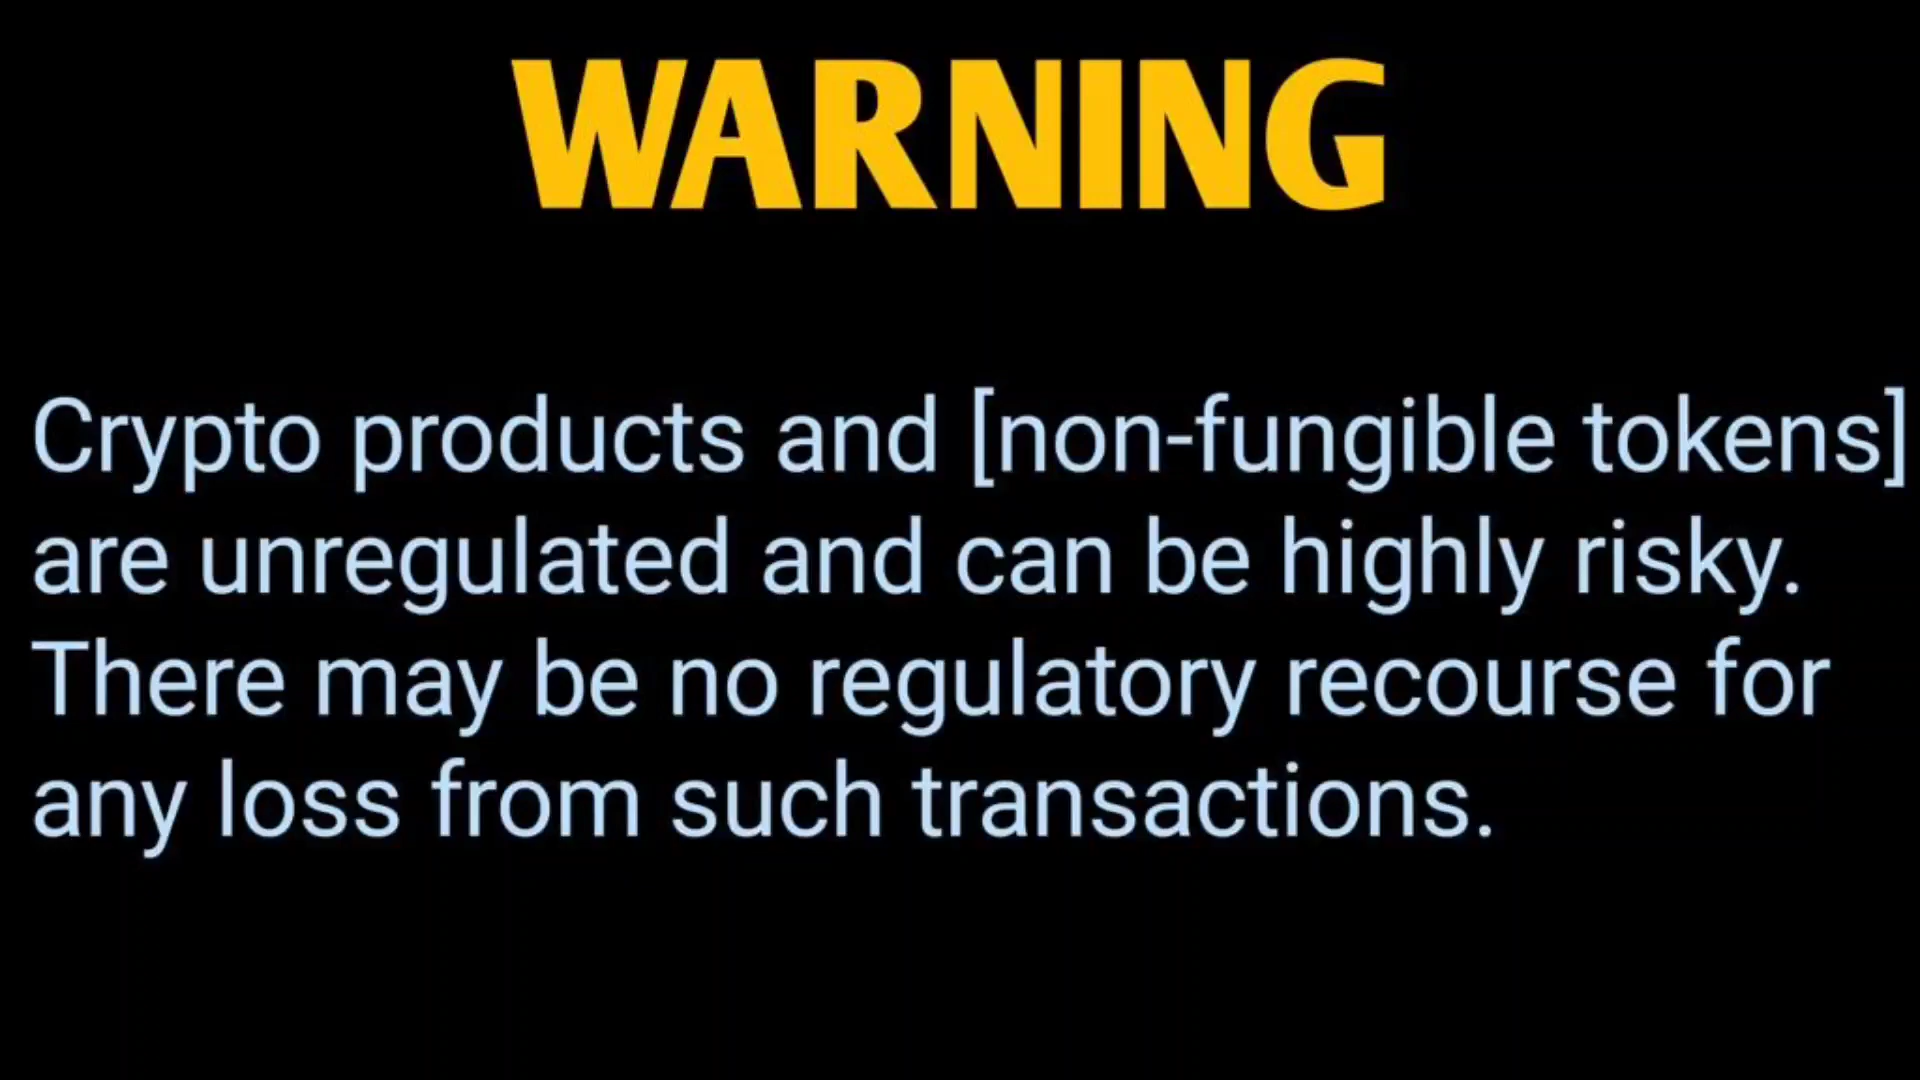 WARNING
Crypto products and [non-fungible tokens]
are unregulated and can be highly risky.
There may be no regulatory recourse for
any loss from such transactions.